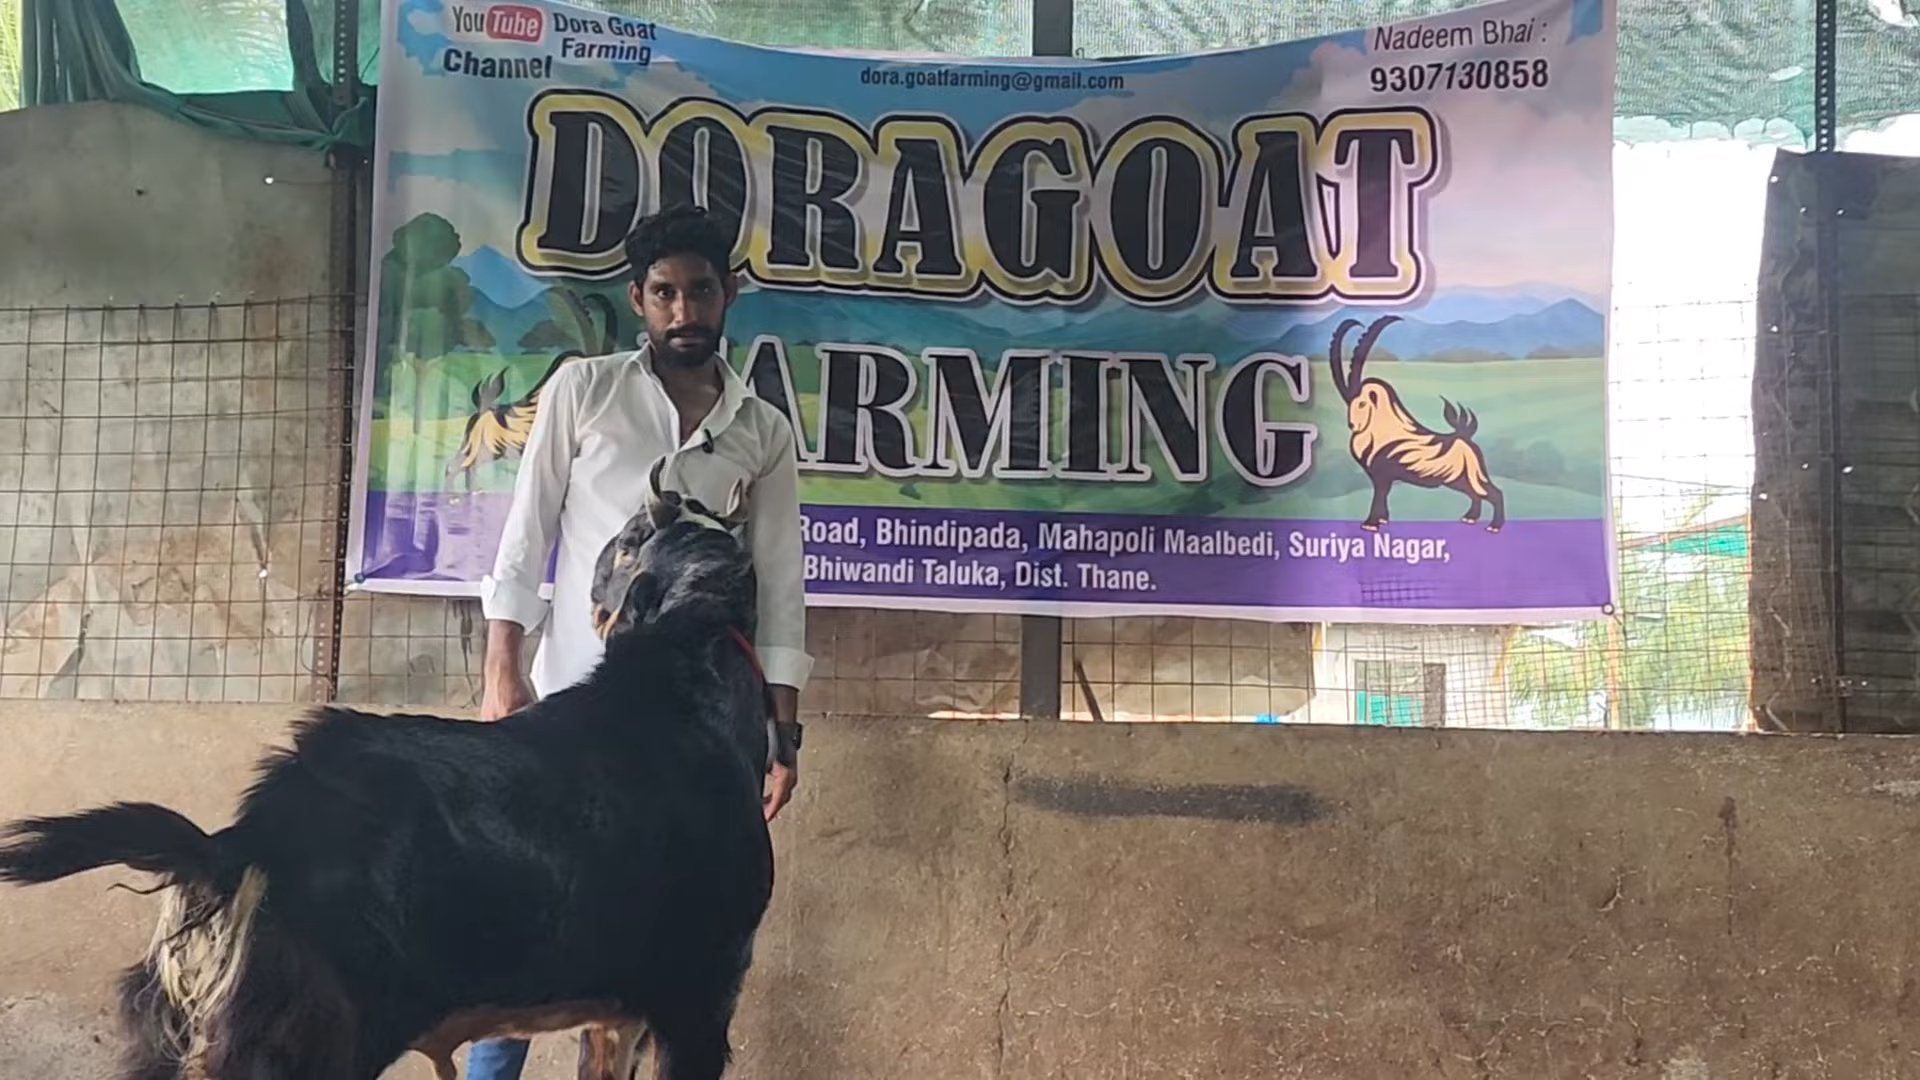 YouTube Dora Goat
Channel Farming
dora.goatfarming@gmail.com
Nadeem Bhai :
9307130858
DORAGOAT
FARMING
Road, Bhindipada, Mahapoli Maalbedi, Suriya Nagar,
Bhiwandi Taluka, Dist. Thane.